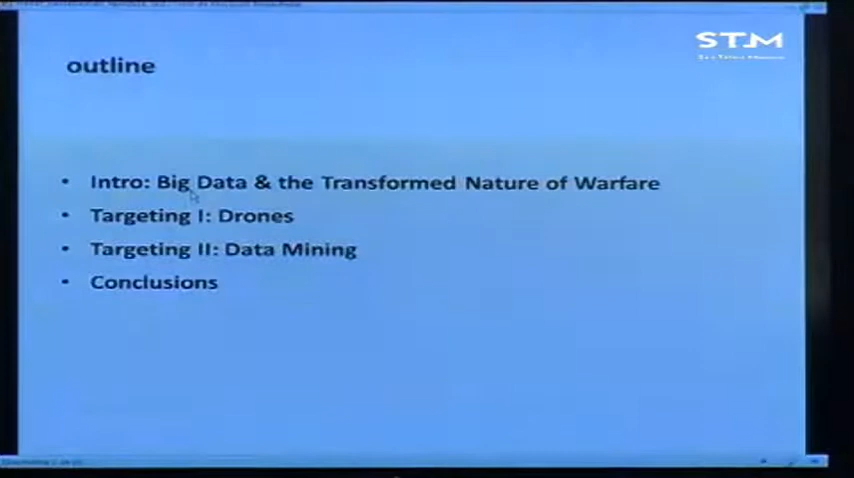 STM
outline
• Intro: Big Data & the Transformed Nature of Warfare
• Targeting I: Drones
• Targeting II: Data Mining
• Conclusions